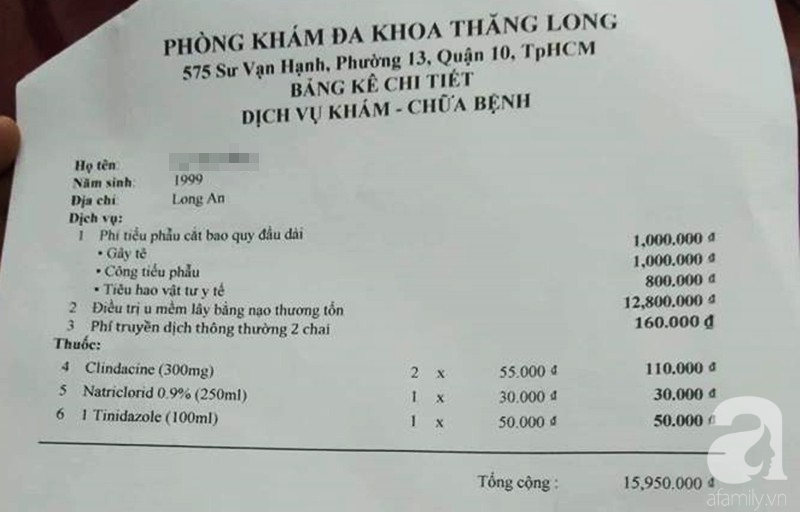 PHÒNG KHÁM ĐA KHOA THĂNG LONG
575 Sư Vạn Hạnh, Phường 13, Quận 10, TpHCM
BẢNG KÊ CHI TIẾT
DỊCH VỤ KHÁM - CHỮA BỆNH
Họ tên:
Năm sinh: 1999
Địa chỉ: Long An
Dịch vụ:
1 Phí tiểu phẫu cắt bao quy đầu dài
• Gây tê 1,000.000 đ
• Công tiểu phẫu 1,000.000 đ
• Tiêu hao vật tư y tế 800.000 đ
2 Điều trị u mềm lây bằng nạo thương tổn 12,800.000 đ
3 Phí truyền dịch thông thường 2 chai 160.000 đ
Thuốc:
4 Clindacine (300mg) 2 x 55.000 đ 110.000 đ
5 Natriclorid 0.9% (250ml) 1 x 30.000 đ 30.000 đ
6 1 Tinidazole (100ml) 1 x 50.000 đ 50.000 đ
Tổng cộng : 15,950.000 đ
a
afamily.vn